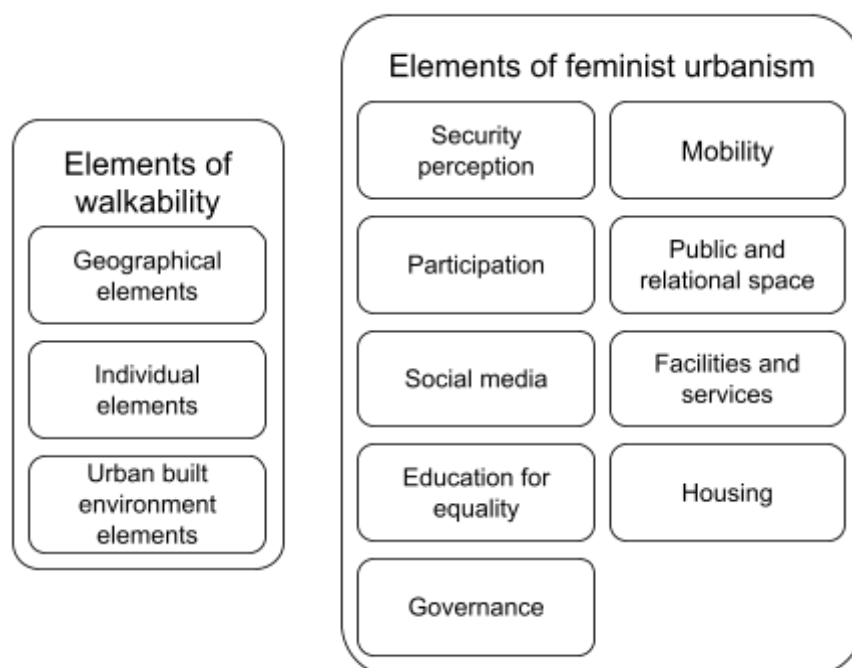 Elements of
walkability
Geographical
elements
Individual
elements
Urban built
environment
elements
Elements of feminist urbanism
Security
perception
Mobility
Participation
Public and
relational space
Social media
Facilities and
services
Education for
equality
Housing
Governance